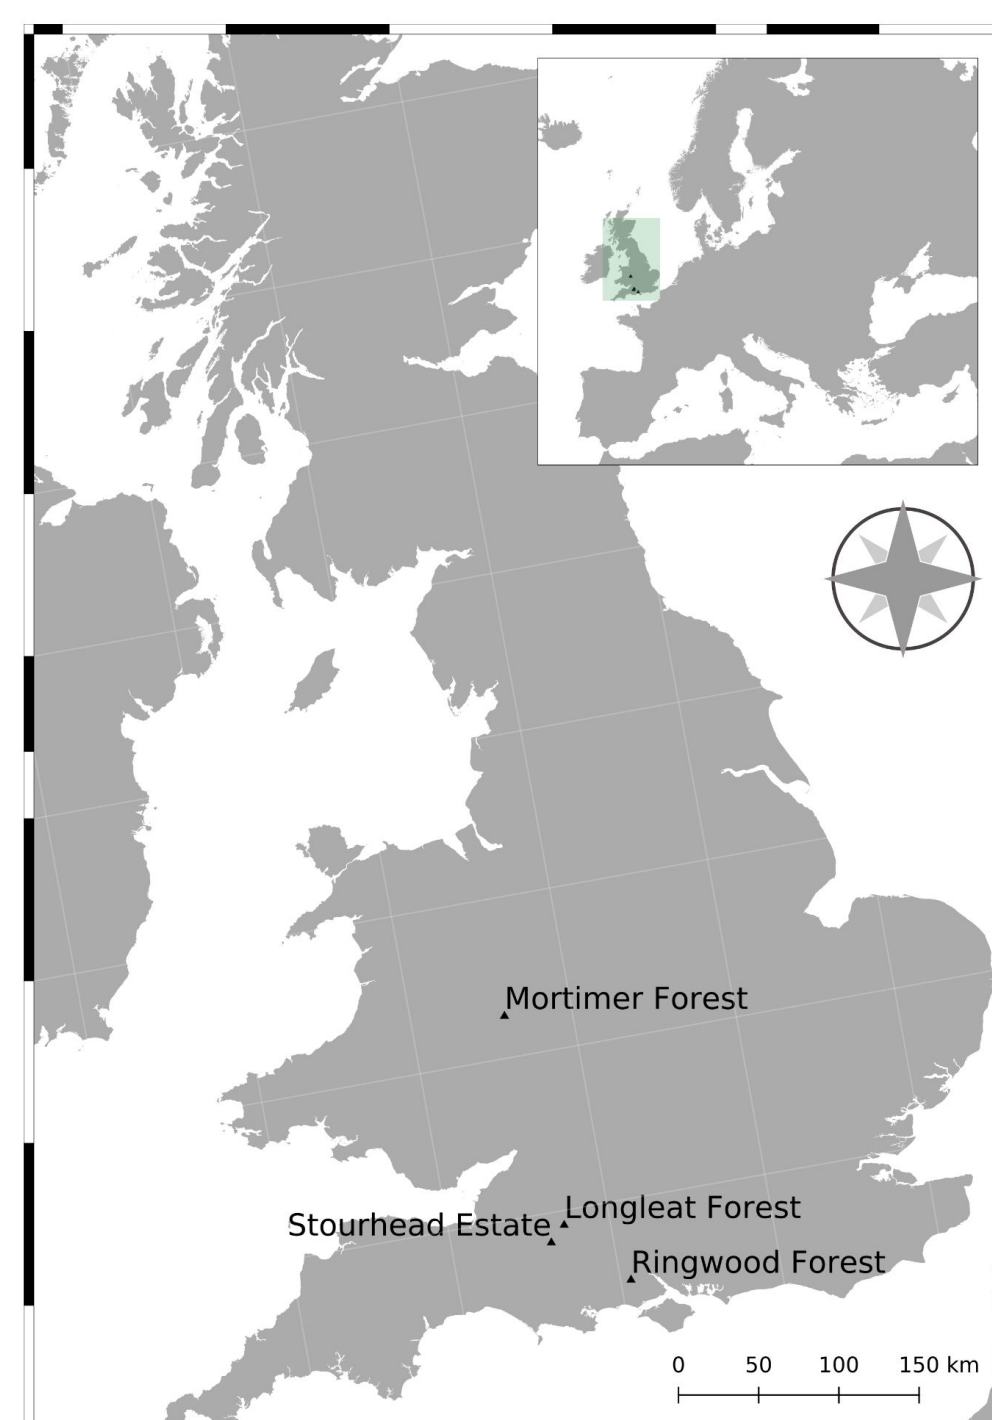 Mortimer Forest
Longleat Forest
Stourhead Estate
Ringwood Forest
0 50 100 150 km